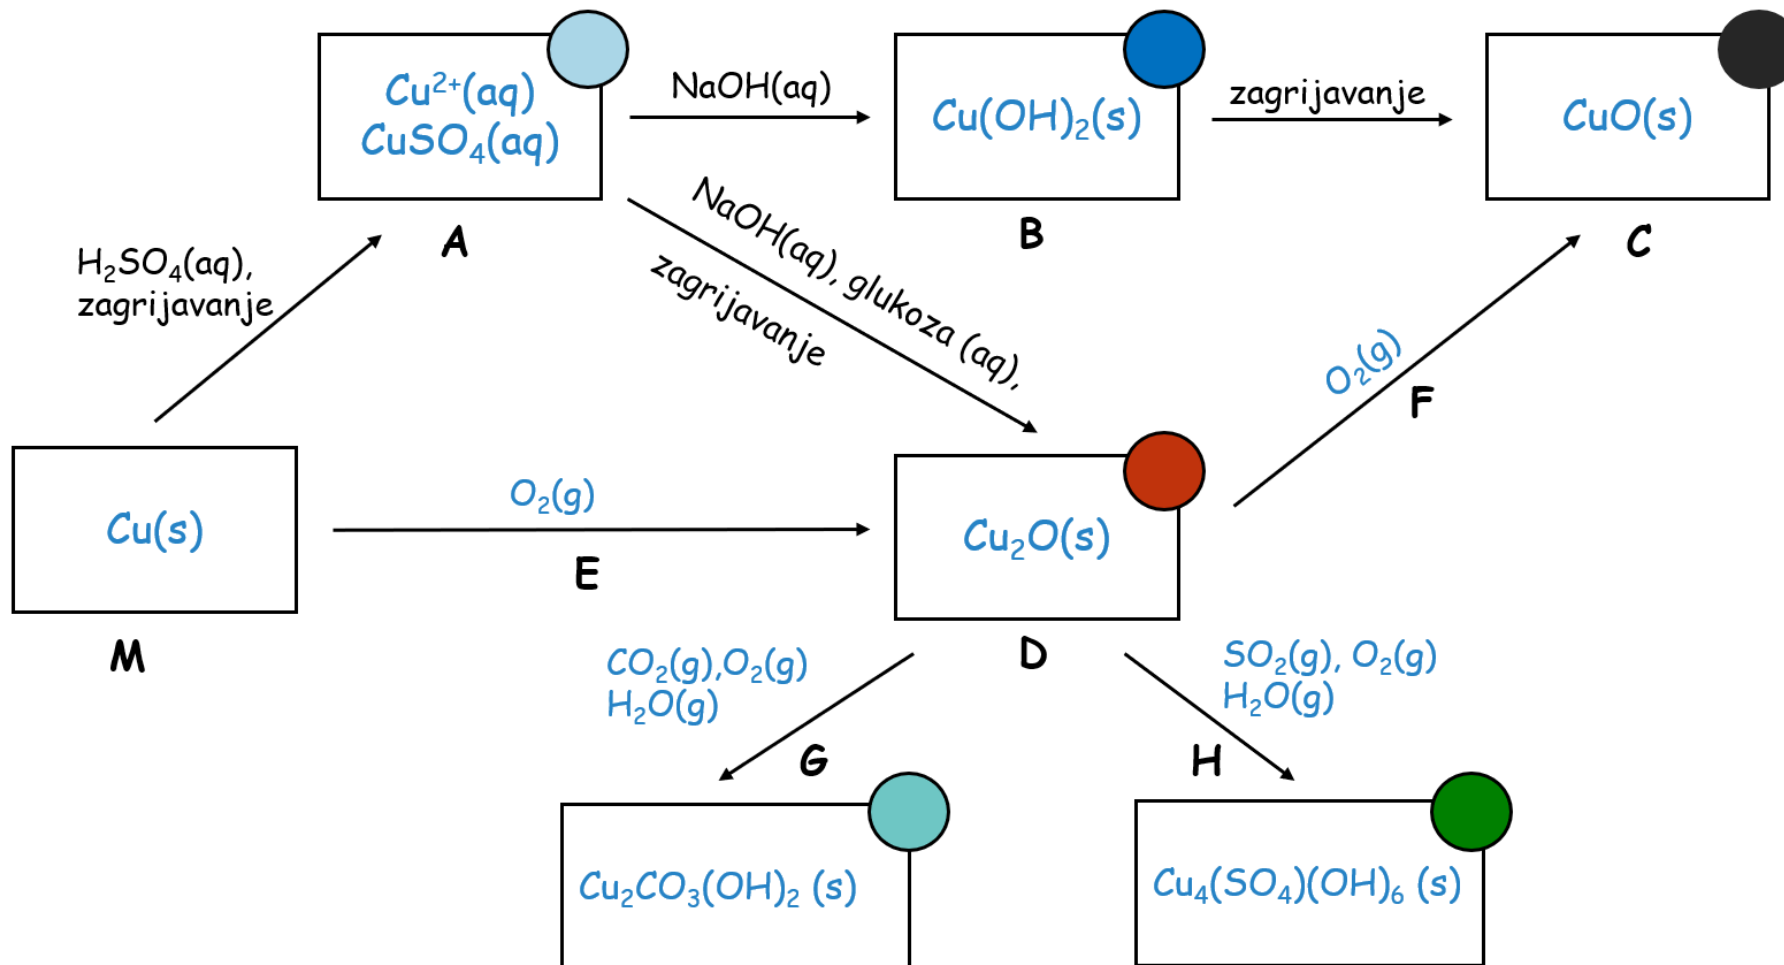 Cu²⁺(aq)
CuSO₄(aq)
A
NaOH(aq)
Cu(OH)₂(s)
B
zagrijavanje
CuO(s)
C
H₂SO₄(aq),
zagrijavanje
NaOH(aq), glukoza (aq),
zagrijavanje
O₂(g)
F
Cu(s)
M
O₂(g)
E
Cu₂O(s)
D
CO₂(g),O₂(g)
H₂O(g)
G
SO₂(g), O₂(g)
H₂O(g)
H
Cu₂CO₃(OH)₂ (s)
Cu₄(SO₄)(OH)₆ (s)